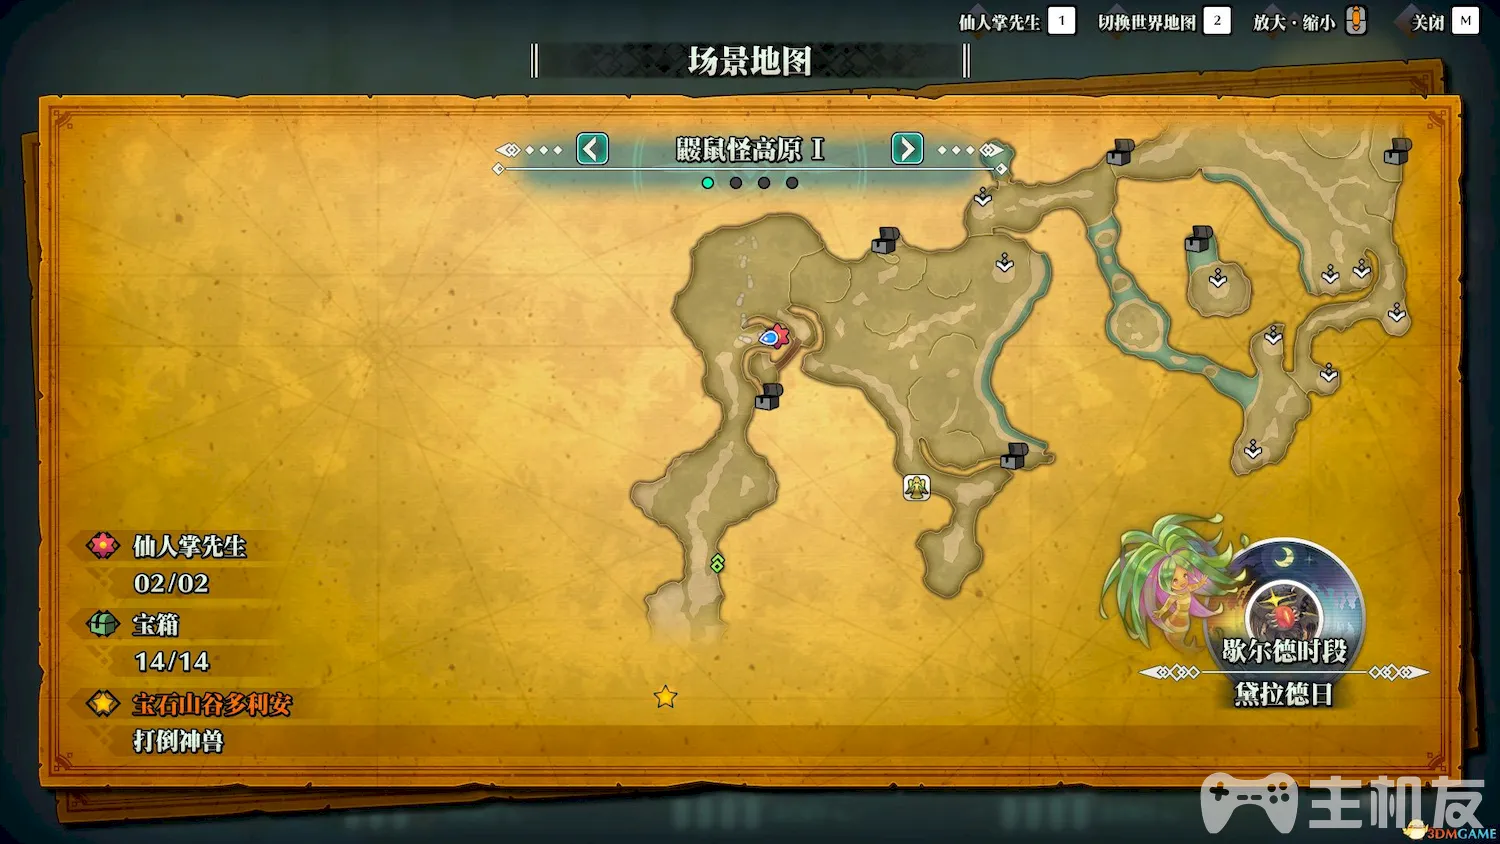 仙人掌先生 1 切换世界地图 2 放大·缩小 关闭 M
场景地图
鼹鼠怪高原 I
仙人掌先生
02/02
宝箱
14/14
宝石山谷多利安
打倒神兽
歇尔德时段
黛拉德日
主机友
3DMGAME